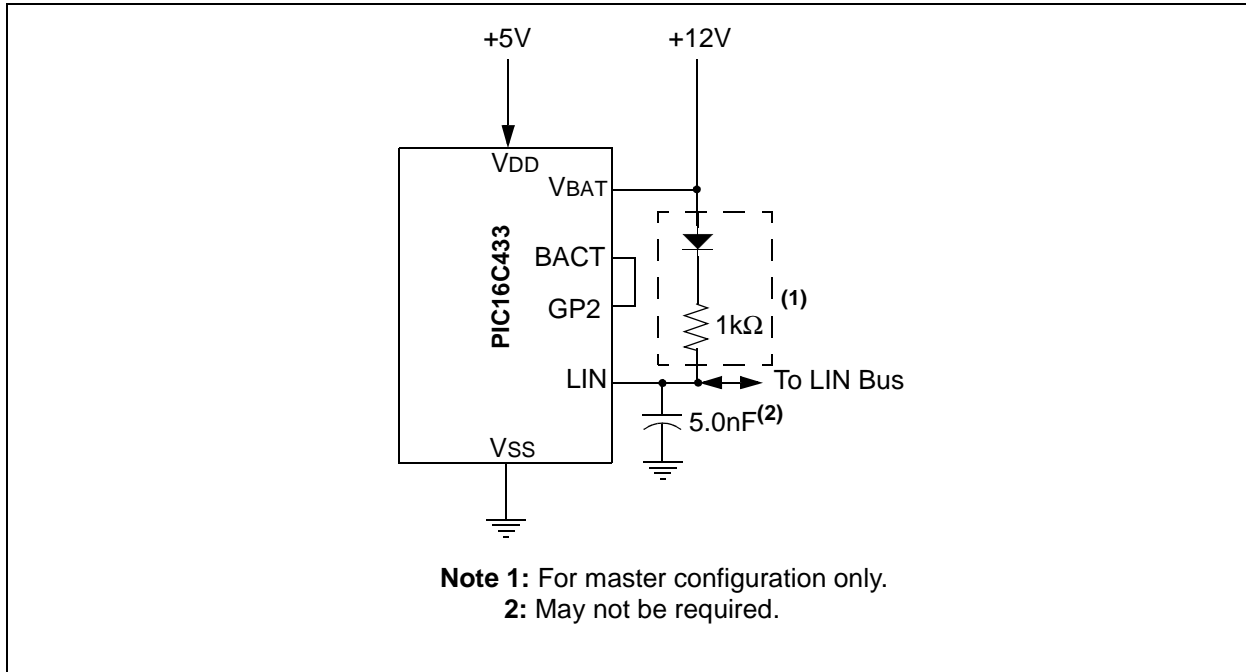 +5V
+12V
VDD
VBAT
BACT
GP2
PIC16C433
(1)
1kΩ
LIN
To LIN Bus
5.0nF(2)
VSS
Note 1: For master configuration only.
2: May not be required.